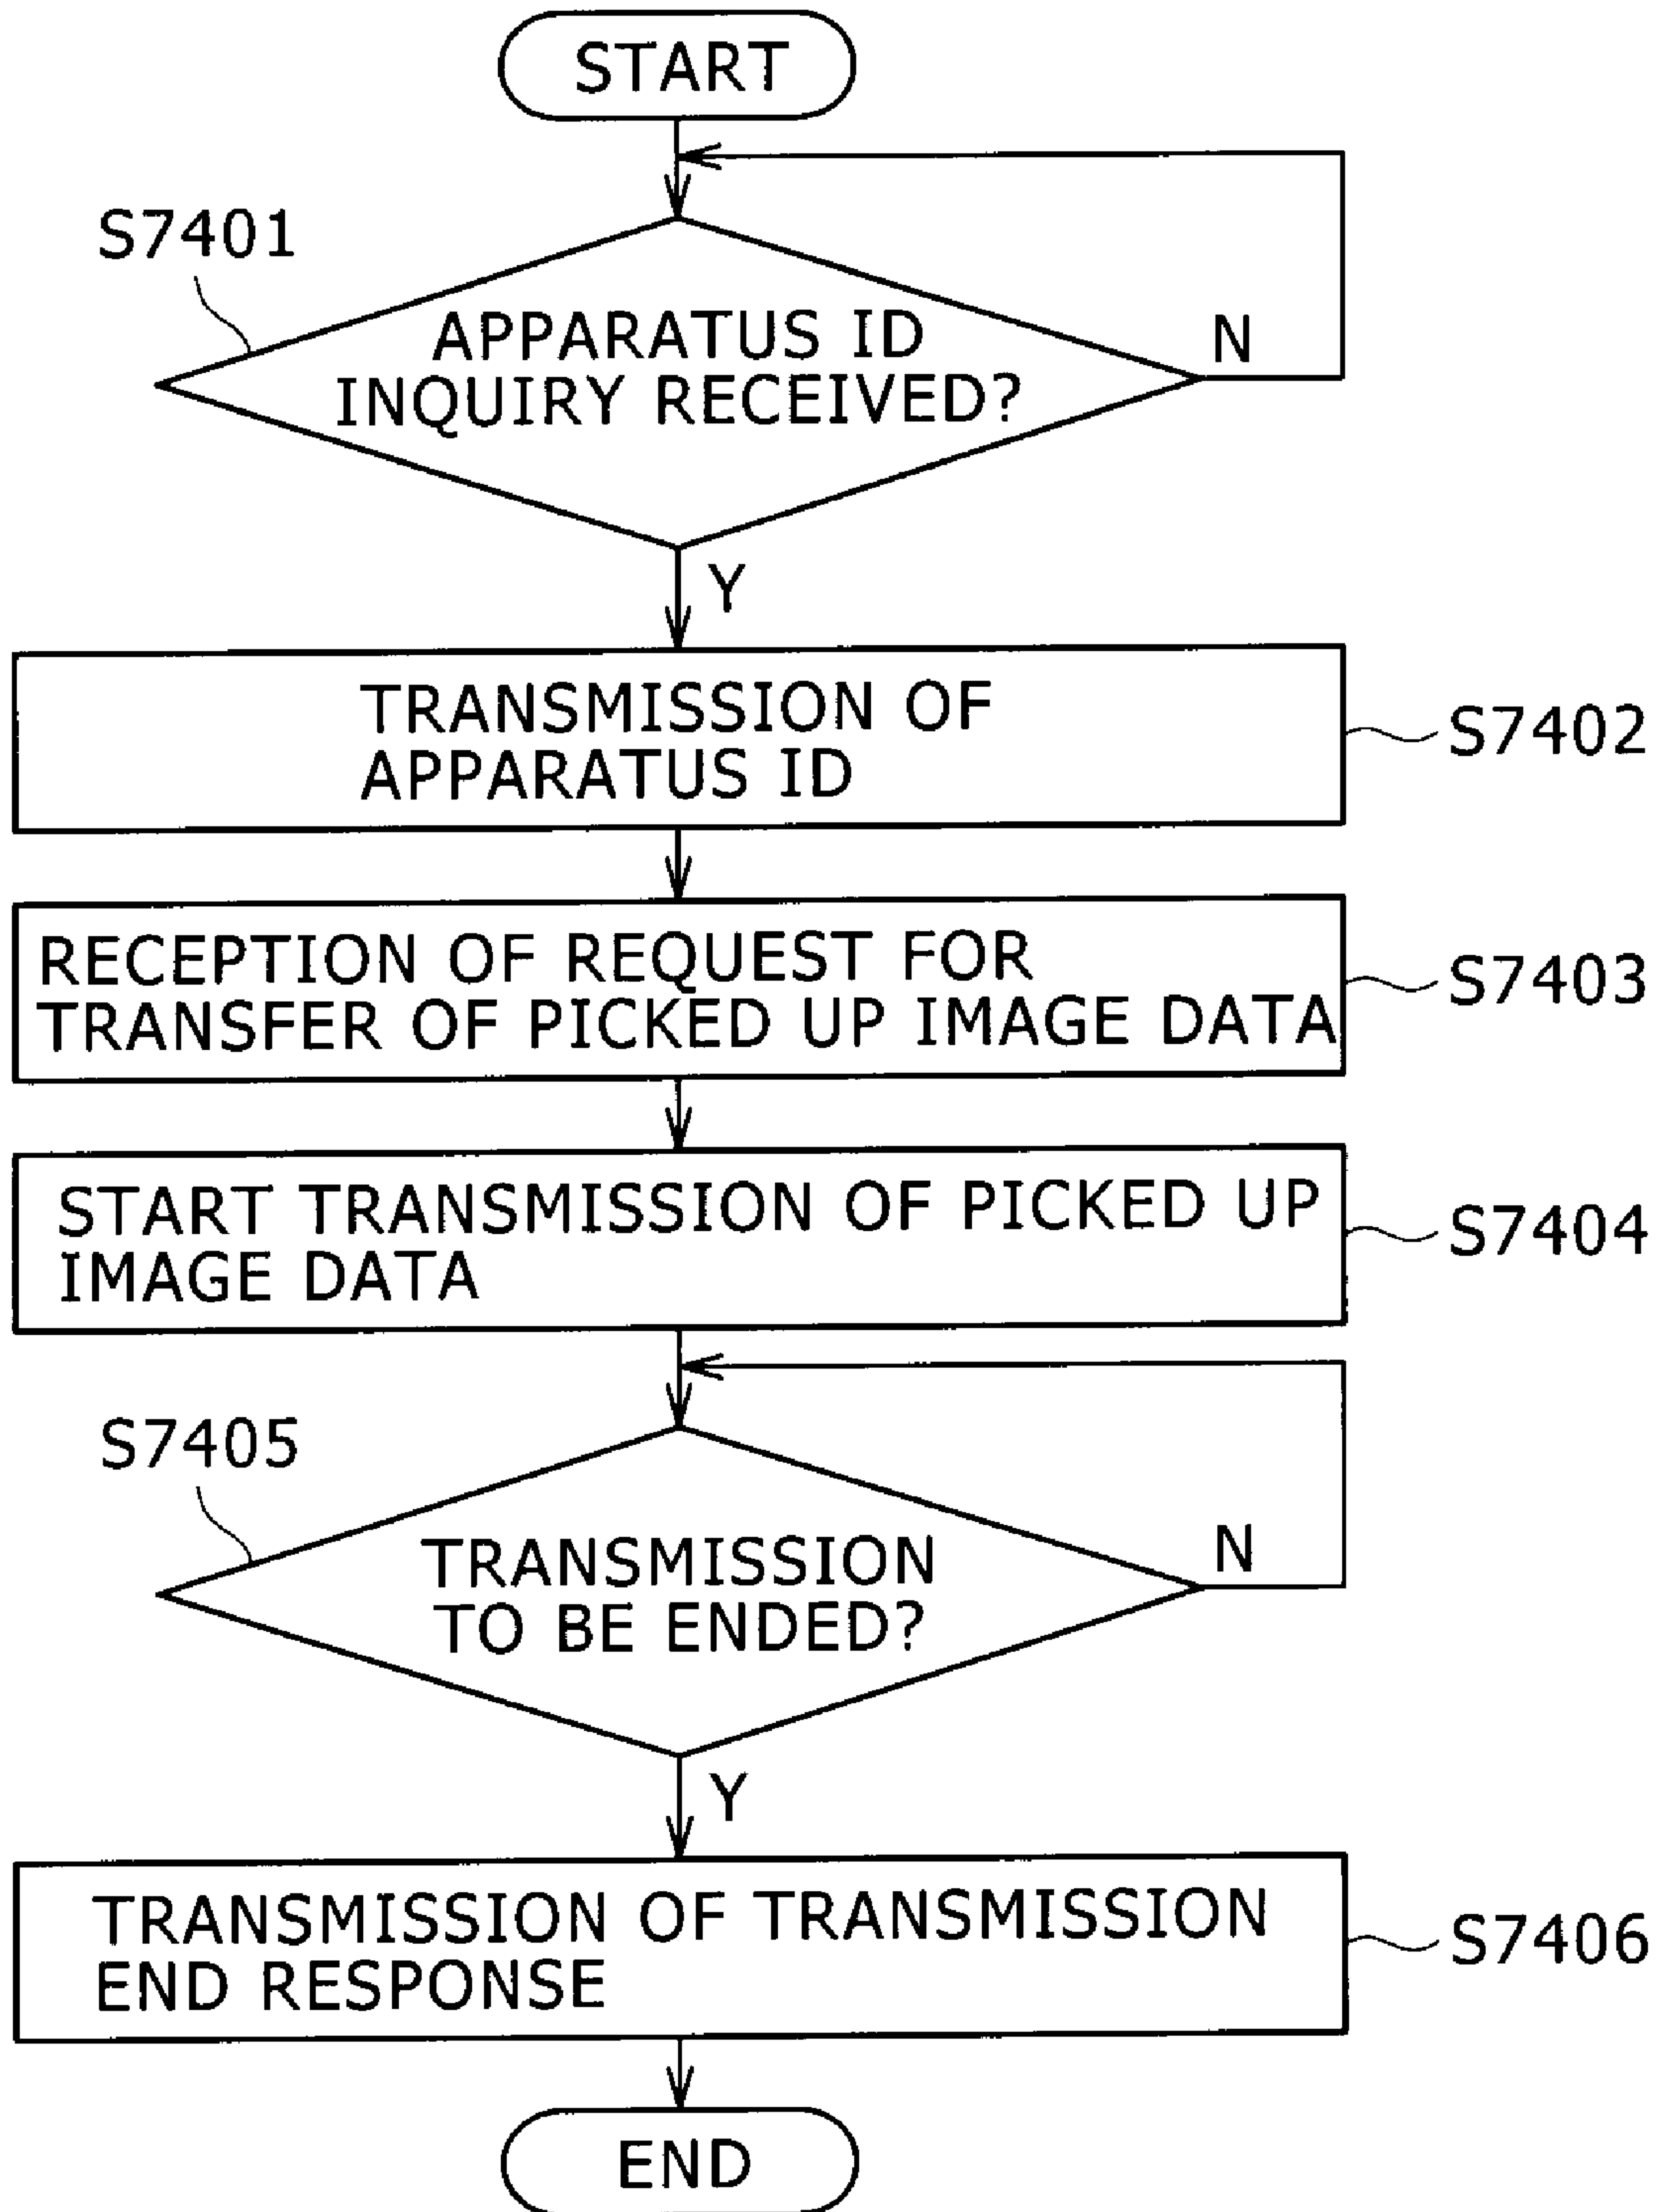 START
S7401
APPARATUS ID
INQUIRY RECEIVED?
N
Y
TRANSMISSION OF
APPARATUS ID
S7402
RECEPTION OF REQUEST FOR
TRANSFER OF PICKED UP IMAGE DATA
S7403
START TRANSMISSION OF PICKED UP
IMAGE DATA
S7404
S7405
TRANSMISSION
TO BE ENDED?
N
Y
TRANSMISSION OF TRANSMISSION
END RESPONSE
S7406
END